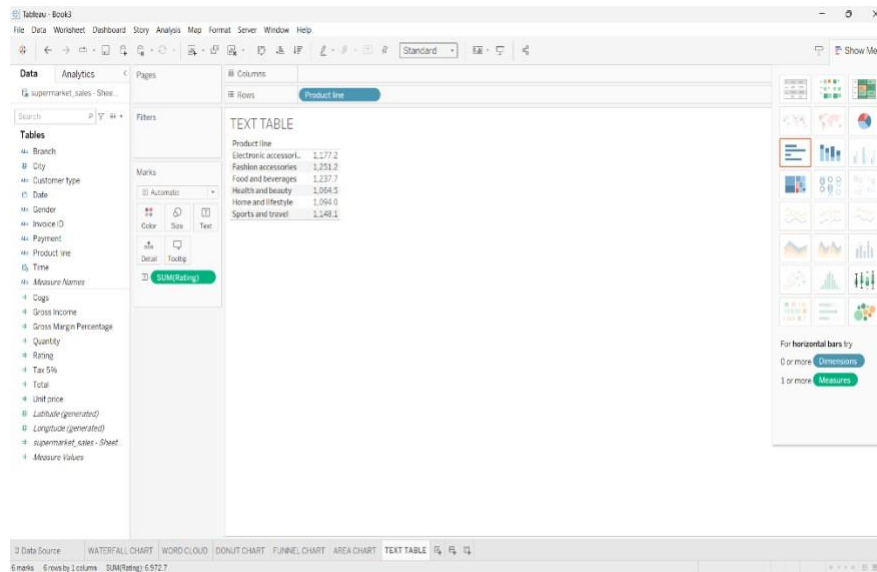 Tableau - Book3
File Data Worksheet Dashboard Story Analysis Map Format Server Window Help
Standard
Show Me
Data Analytics
supermarket_sales - Shee...
Search
Tables
Abc Branch
City
Abc Customer type
Date
Abc Gender
Abc Invoice ID
Abc Payment
Abc Product line
Time
Abc Measure Names
# Cogs
# Gross Income
# Gross Margin Percentage
# Quantity
# Rating
# Tax 5%
# Total
# Unit price
Latitude (generated)
Longitude (generated)
# supermarket_sales - Sheet...
# Measure Values
Pages
Filters
Marks
Automatic
Color Size Text
Detail Tooltip
SUM(Rating)
Columns
Rows Product line
TEXT TABLE
Product line
Electronic accessori.. 1,177.2
Fashion accessories 1,251.2
Food and beverages 1,237.7
Health and beauty 1,064.5
Home and lifestyle 1,094.0
Sports and travel 1,148.1
For horizontal bars try
0 or more Dimensions
1 or more Measures
Data Source WATERFALL CHART WORD CLOUD DONUT CHART FUNNEL CHART AREA CHART TEXT TABLE
6 marks 6 rows by 1 column SUM(Rating): 6,972.7